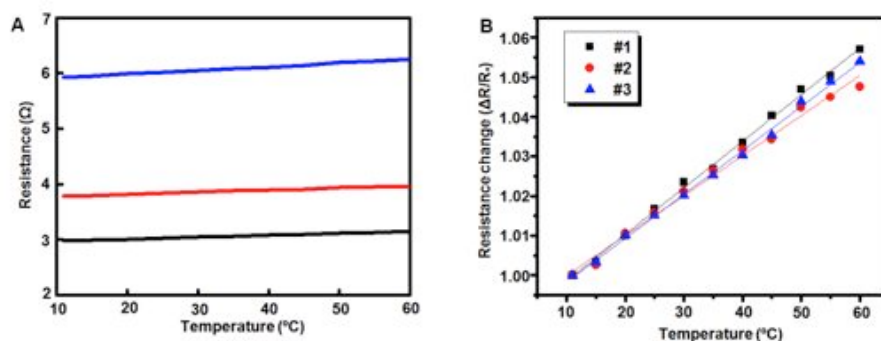 A
Resistance (Ω)
7
6
5
4
3
2
10 20 30 40 50 60
Temperature (ºC)
B
Resistance change (ΔR/R
1.06
1.05
1.04
1.03
1.02
1.01
1.00
#1
#2
#3
10 20 30 40 50 60
Temperature (ºC)